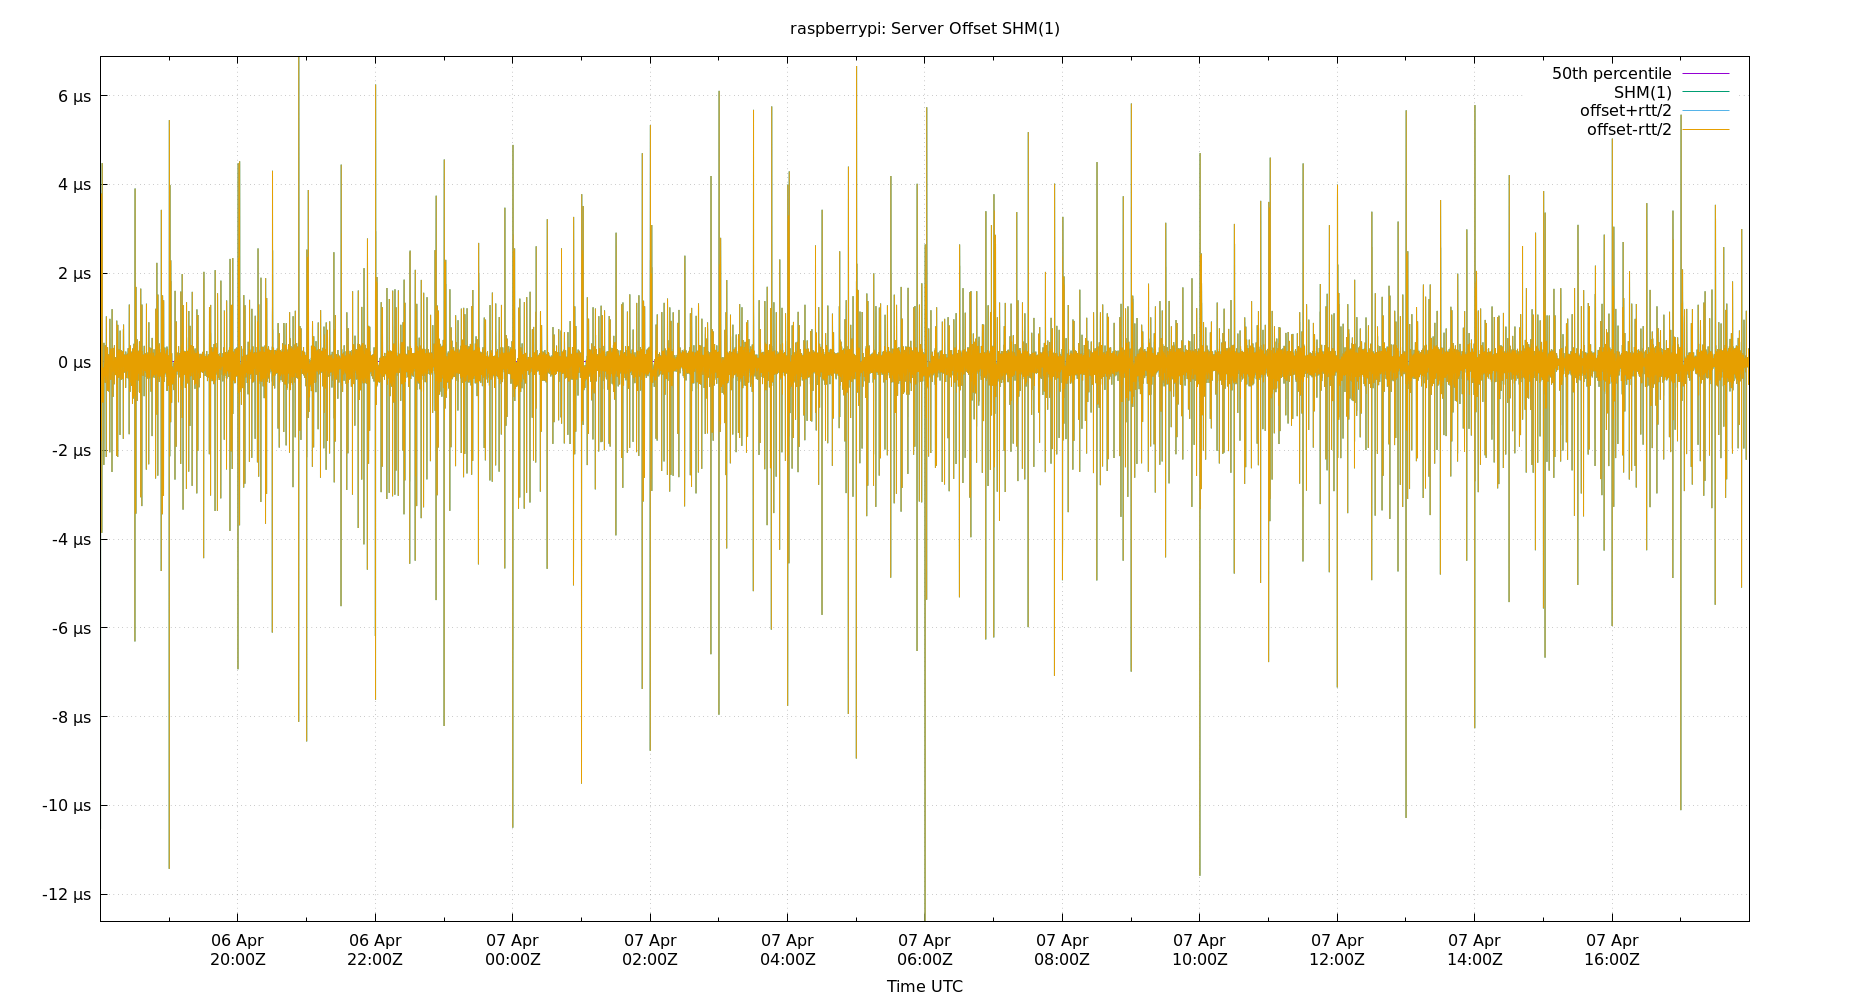 raspberrypi: Server Offset SHM(1)
50th percentile
SHM(1)
offset+rtt/2
offset-rtt/2
6 µs
4 µs
2 µs
0 µs
-2 µs
-4 µs
-6 µs
-8 µs
-10 µs
-12 µs
06 Apr 06 Apr 07 Apr 07 Apr 07 Apr 07 Apr 07 Apr 07 Apr 07 Apr 07 Apr 07 Apr
20:00Z 22:00Z 00:00Z 02:00Z 04:00Z 06:00Z 08:00Z 10:00Z 12:00Z 14:00Z 16:00Z
Time UTC